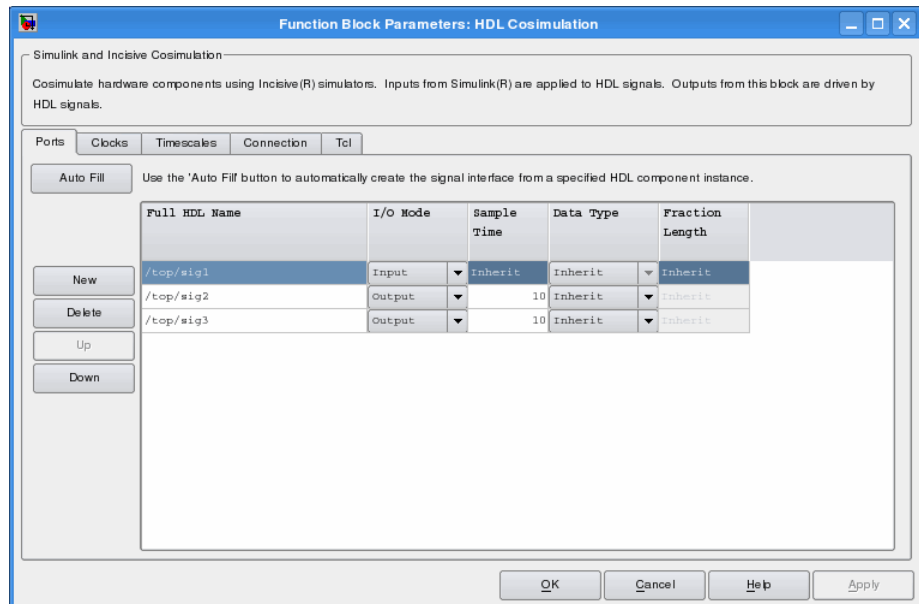 Function Block Parameters: HDL Cosimulation
Simulink and Incisive Cosimulation
Cosimulate hardware components using Incisive(R) simulators. Inputs from Simulink(R) are applied to HDL signals. Outputs from this block are driven by
HDL signals.
Ports Clocks Timescales Connection Tcl
Auto Fill Use the 'Auto Fill' button to automatically create the signal interface from a specified HDL component instance.
Full HDL Name I/O Mode Sample Time Data Type Fraction Length
/top/sig1 Input Inherit Inherit Inherit
/top/sig2 Output 10 Inherit Inherit
/top/sig3 Output 10 Inherit Inherit
New
Delete
Up
Down
OK Cancel Help Apply